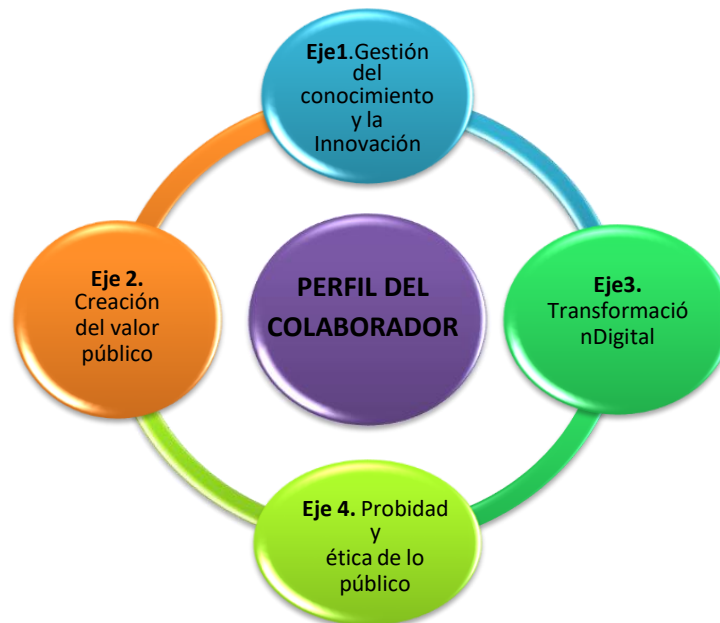 Eje1.Gestión
del
conocimiento
y la
Innovación
Eje 2.
Creación
del valor
público
PERFIL DEL
COLABORADOR
Eje3.
Transformació
nDigital
Eje 4. Probidad
y
ética de lo
público